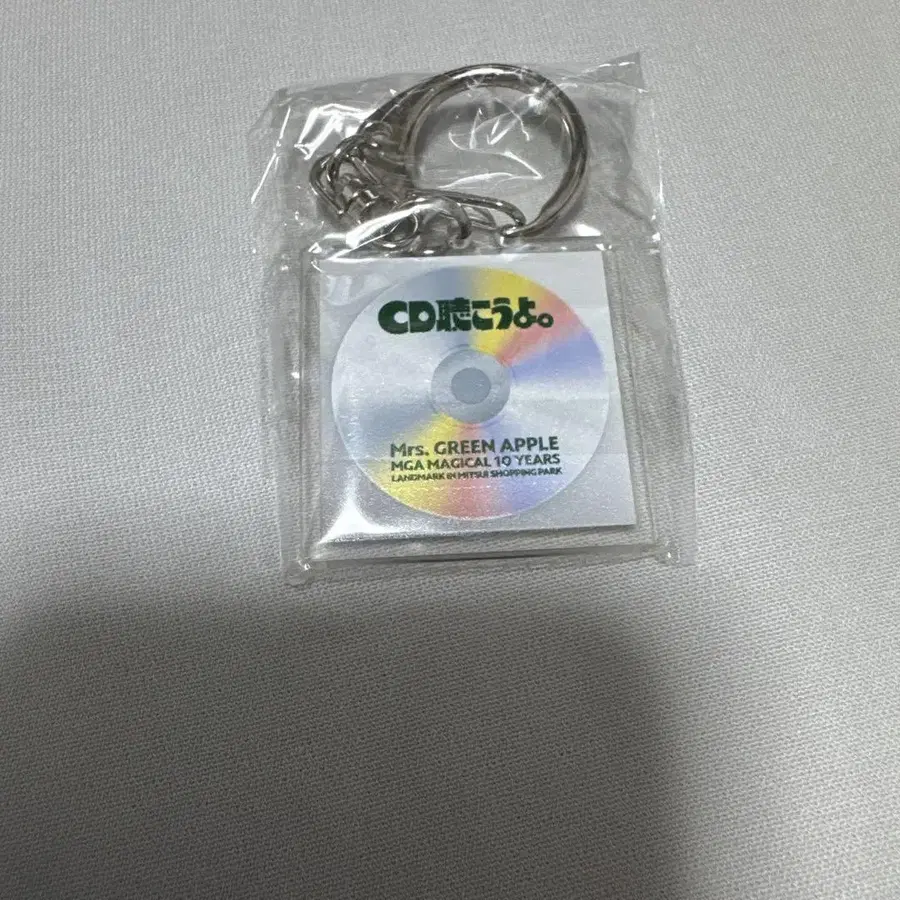 CD聴こうよ。
Mrs. GREEN APPLE
MGA MAGICAL 10 YEARS
LANDMARK IN MITSUI SHOPPING PARK